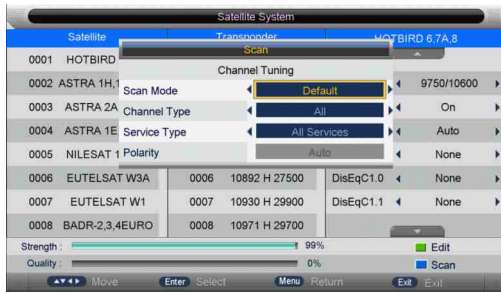 Satellite System
Satellite Transponder HOTBIRD 6,7A,8
Scan
Channel Tuning
Scan Mode Default
Channel Type All
Service Type All Services
Polarity Auto
0001 HOTBIRD
0002 ASTRA 1H,1 9750/10600
0003 ASTRA 2A On
0004 ASTRA 1E Auto
0005 NILESAT 1 None
0006 EUTELSAT W3A 0006 10892 H 27500 DisEqC1.0 None
0007 EUTELSAT W1 0007 10930 H 29900 DisEqC1.1 None
0008 BADR-2,3,4EURO 0008 10971 H 29700
Strength : 99% Edit
Quality : 0% Scan
Move Enter Select Menu Return Exit Exit